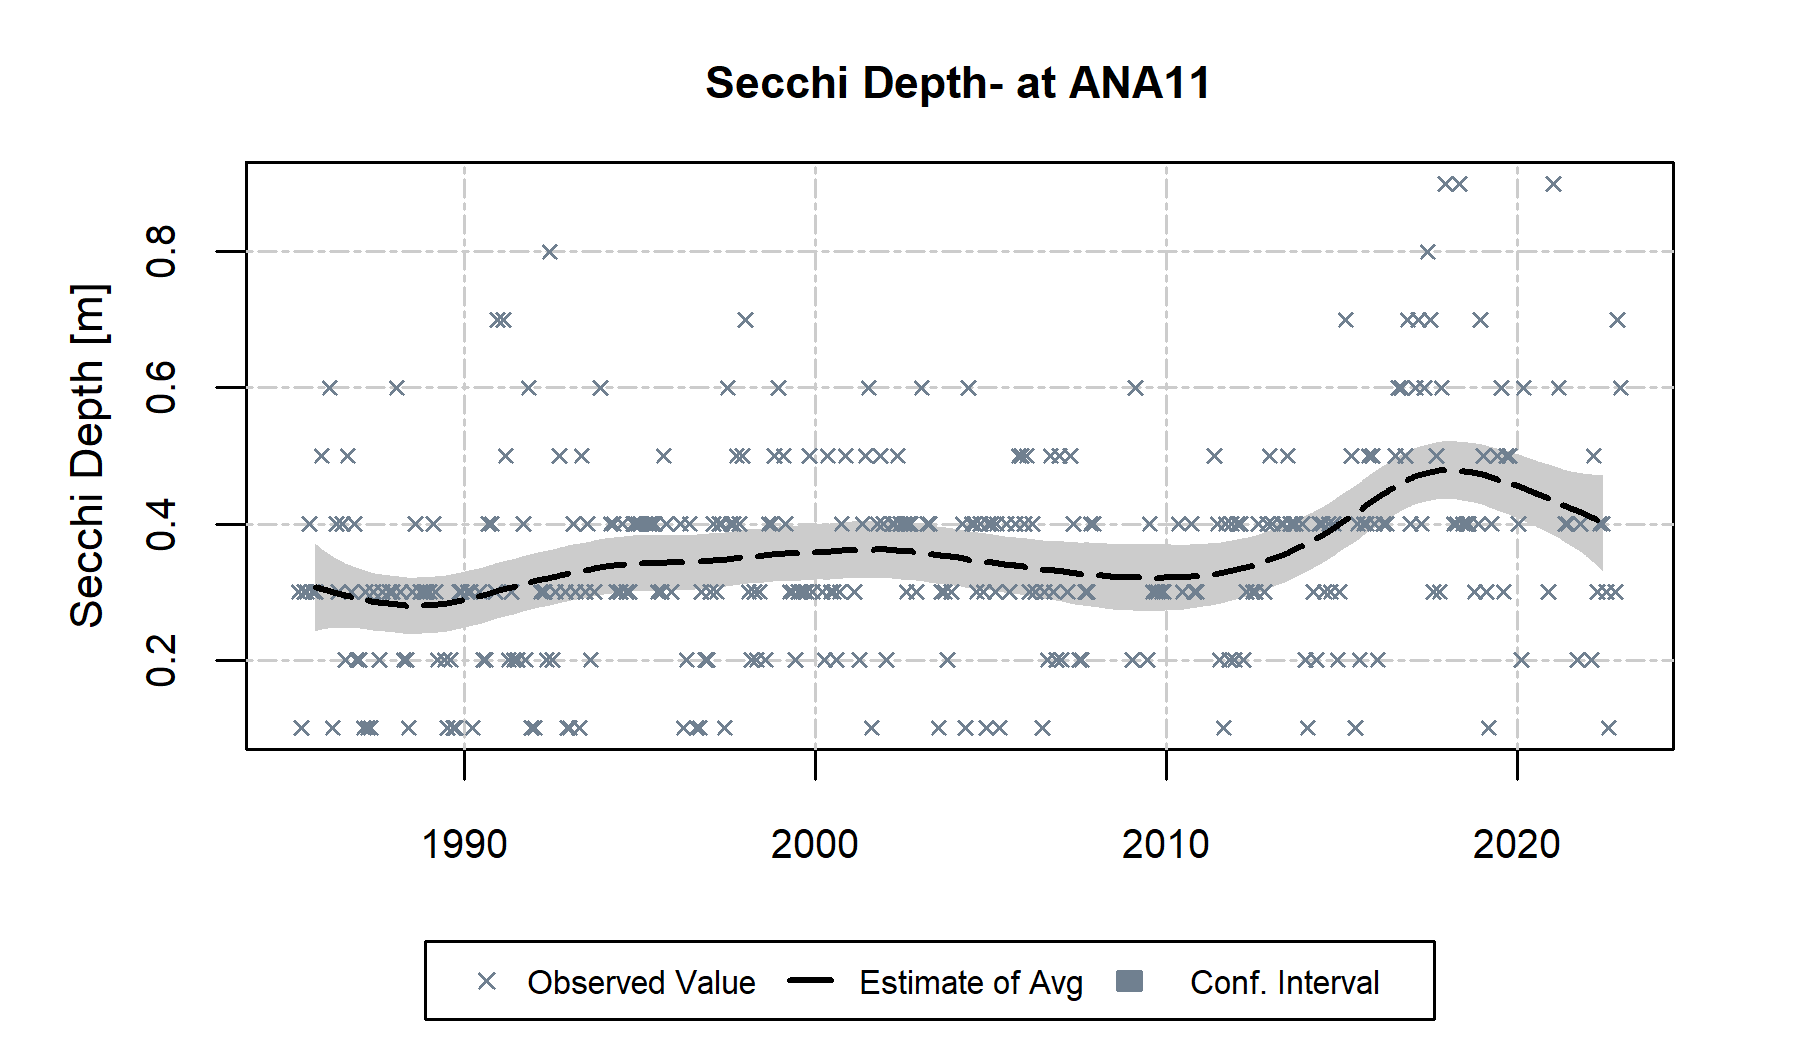 Secchi Depth- at ANA11
Secchi Depth [m]
0.8
0.6
0.4
0.2
1990 2000 2010 2020
Observed Value Estimate of Avg Conf. Interval